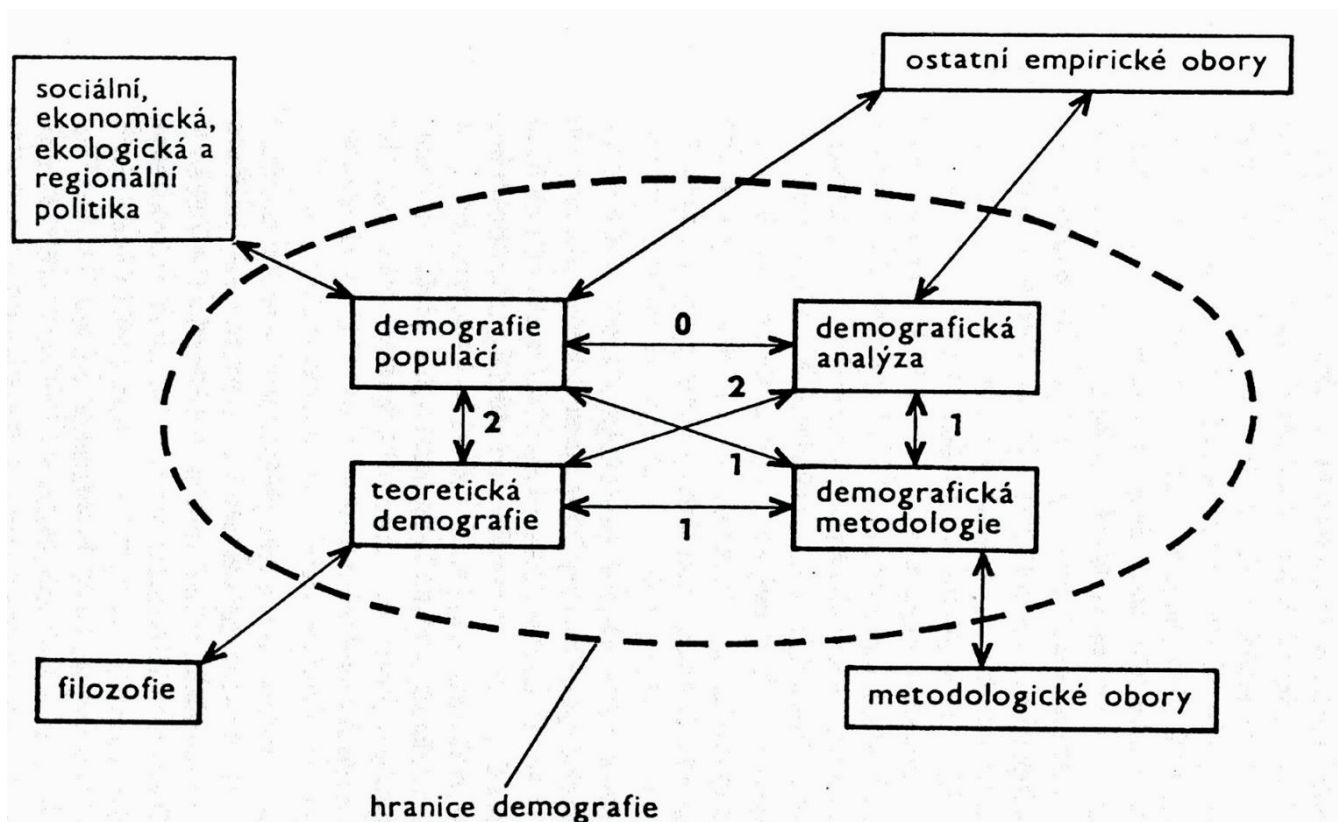 ostatní empirické obory
sociální,
ekonomická,
ekologická a
regionální
politika
demografie
populací
0
demografická
analýza
2
2
1
1
teoretická
demografie
1
demografická
metodologie
filozofie
metodologické obory
hranice demografie